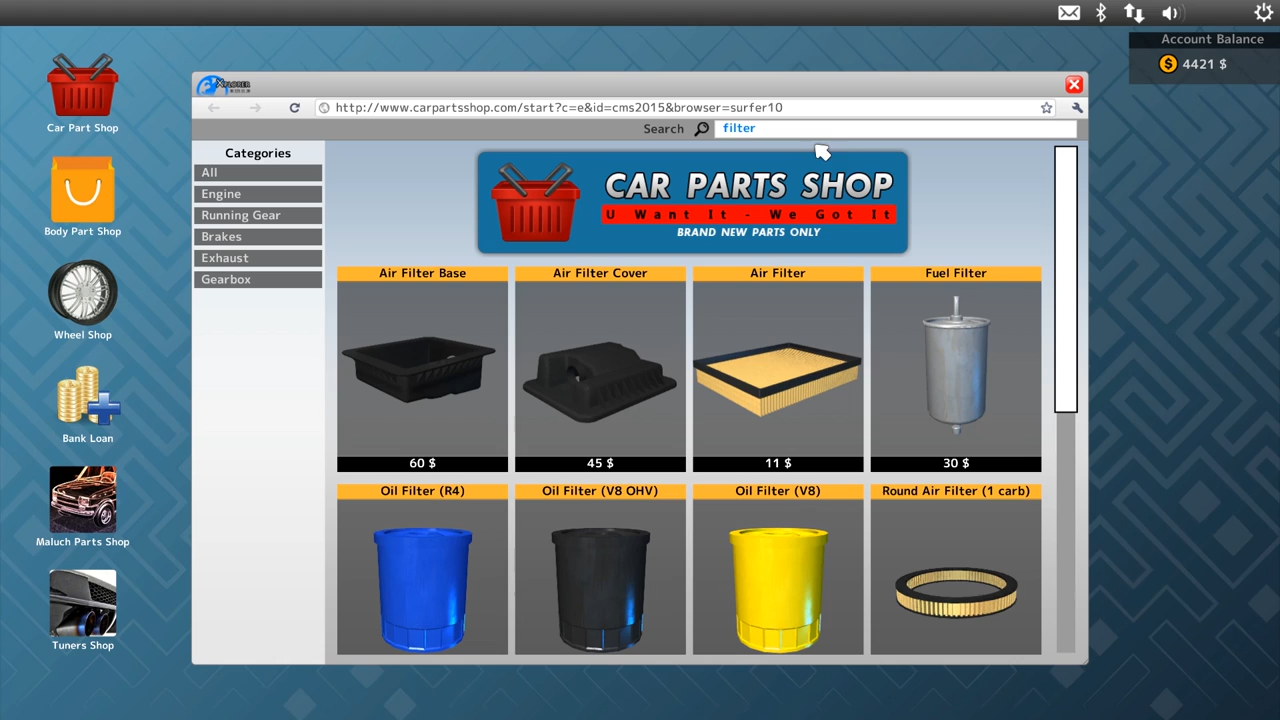 Account Balance
4421 $
Car Part Shop
Body Part Shop
Wheel Shop
Bank Loan
Maluch Parts Shop
Tuners Shop
XPLORER
http://www.carpartsshop.com/start?c=e&id=cms2015&browser=surfer10
Search filter
Categories
All
Engine
Running Gear
Brakes
Exhaust
Gearbox
CAR PARTS SHOP
U Want It - We Got It
BRAND NEW PARTS ONLY
Air Filter Base Air Filter Cover Air Filter Fuel Filter
60 $ 45 $ 11 $ 30 $
Oil Filter (R4) Oil Filter (V8 OHV) Oil Filter (V8) Round Air Filter (1 carb)